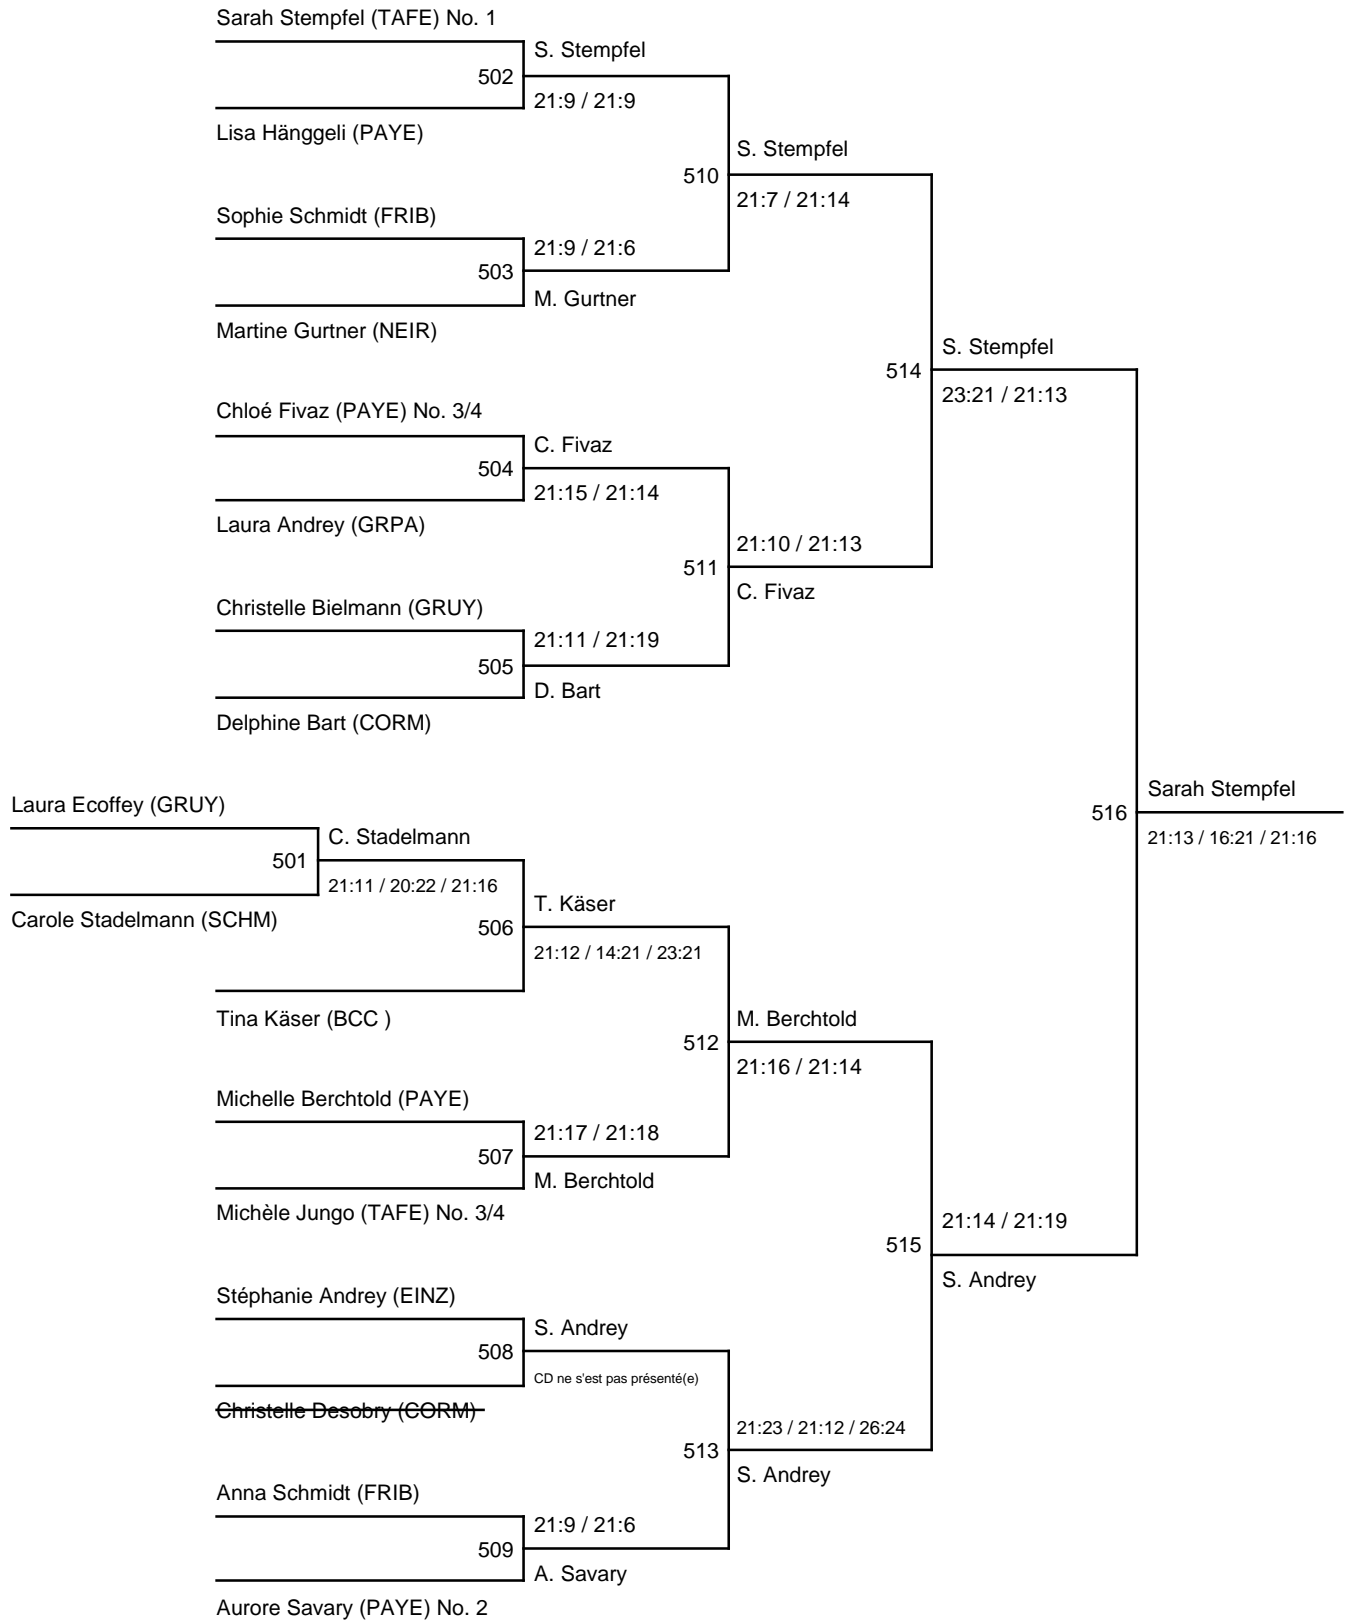 Sarah Stempfel (TAFE) No. 1
S. Stempfel
502
21:9 / 21:9
Lisa Hänggeli (PAYE)
S. Stempfel
510
21:7 / 21:14
Sophie Schmidt (FRIB)
21:9 / 21:6
503
M. Gurtner
Martine Gurtner (NEIR)
S. Stempfel
514
23:21 / 21:13
Chloé Fivaz (PAYE) No. 3/4
C. Fivaz
504
21:15 / 21:14
Laura Andrey (GRPA)
21:10 / 21:13
511
C. Fivaz
Christelle Bielmann (GRUY)
21:11 / 21:19
505
D. Bart
Delphine Bart (CORM)
Sarah Stempfel
516
21:13 / 16:21 / 21:16
Laura Ecoffey (GRUY)
C. Stadelmann
501
21:11 / 20:22 / 21:16
Carole Stadelmann (SCHM)
T. Käser
506
21:12 / 14:21 / 23:21
Tina Käser (BCC )
M. Berchtold
512
21:16 / 21:14
Michelle Berchtold (PAYE)
21:17 / 21:18
507
M. Berchtold
Michèle Jungo (TAFE) No. 3/4
21:14 / 21:19
515
S. Andrey
Stéphanie Andrey (EINZ)
S. Andrey
508
CD ne s'est pas présenté(e)
Christelle Desobry (CORM)
21:23 / 21:12 / 26:24
513
S. Andrey
Anna Schmidt (FRIB)
21:9 / 21:6
509
A. Savary
Aurore Savary (PAYE) No. 2